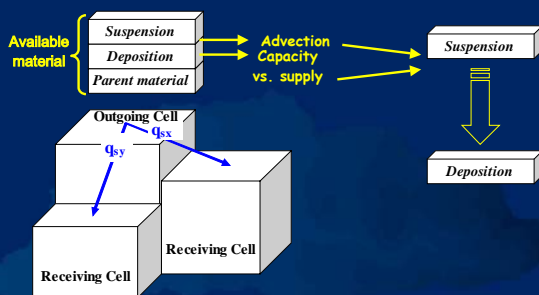 Available
material
Suspension
Deposition
Parent material
Advection
Capacity
vs. supply
Suspension
Deposition
Outgoing Cell
qsx
qsy
Receiving Cell
Receiving Cell